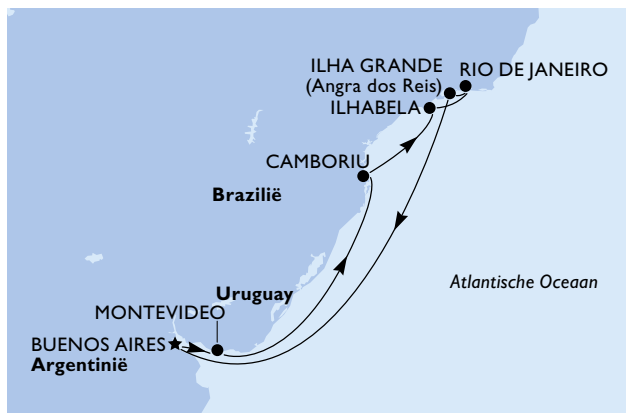 ILHA GRANDE
(Angra dos Reis)
RIO DE JANEIRO
ILHABELA
CAMBORIU
Brazilië
Atlantische Oceaan
Uruguay
MONTEVIDEO
BUENOS AIRES
Argentinië